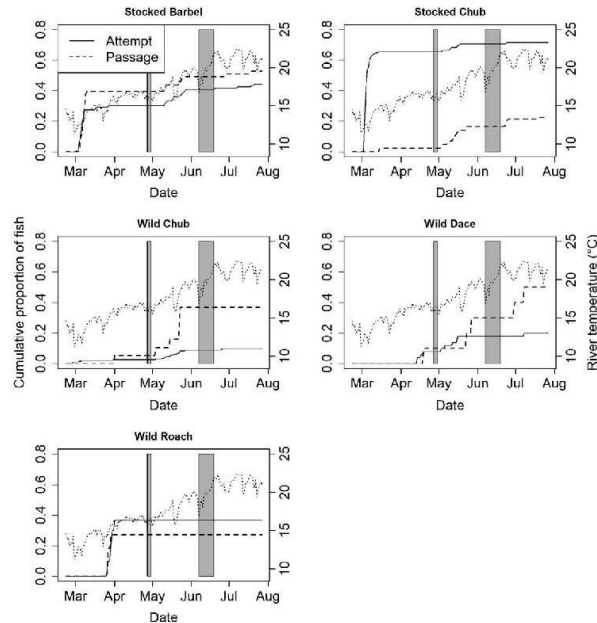 Stocked Barbel
Stocked Chub
Attempt
Passage
0.0 0.2 0.4 0.6 0.8
10 15 20 25
Mar Apr May Jun Jul Aug
Date
0.0 0.2 0.4 0.6 0.8
10 15 20 25
Mar Apr May Jun Jul Aug
Date
Wild Chub
Wild Dace
Cumulative proportion of fish
0.0 0.2 0.4 0.6 0.8
10 15 20 25
Mar Apr May Jun Jul Aug
Date
0.0 0.2 0.4 0.6 0.8
10 15 20 25
River temperature (°C)
Mar Apr May Jun Jul Aug
Date
Wild Roach
0.0 0.2 0.4 0.6 0.8
10 15 20 25
Mar Apr May Jun Jul Aug
Date